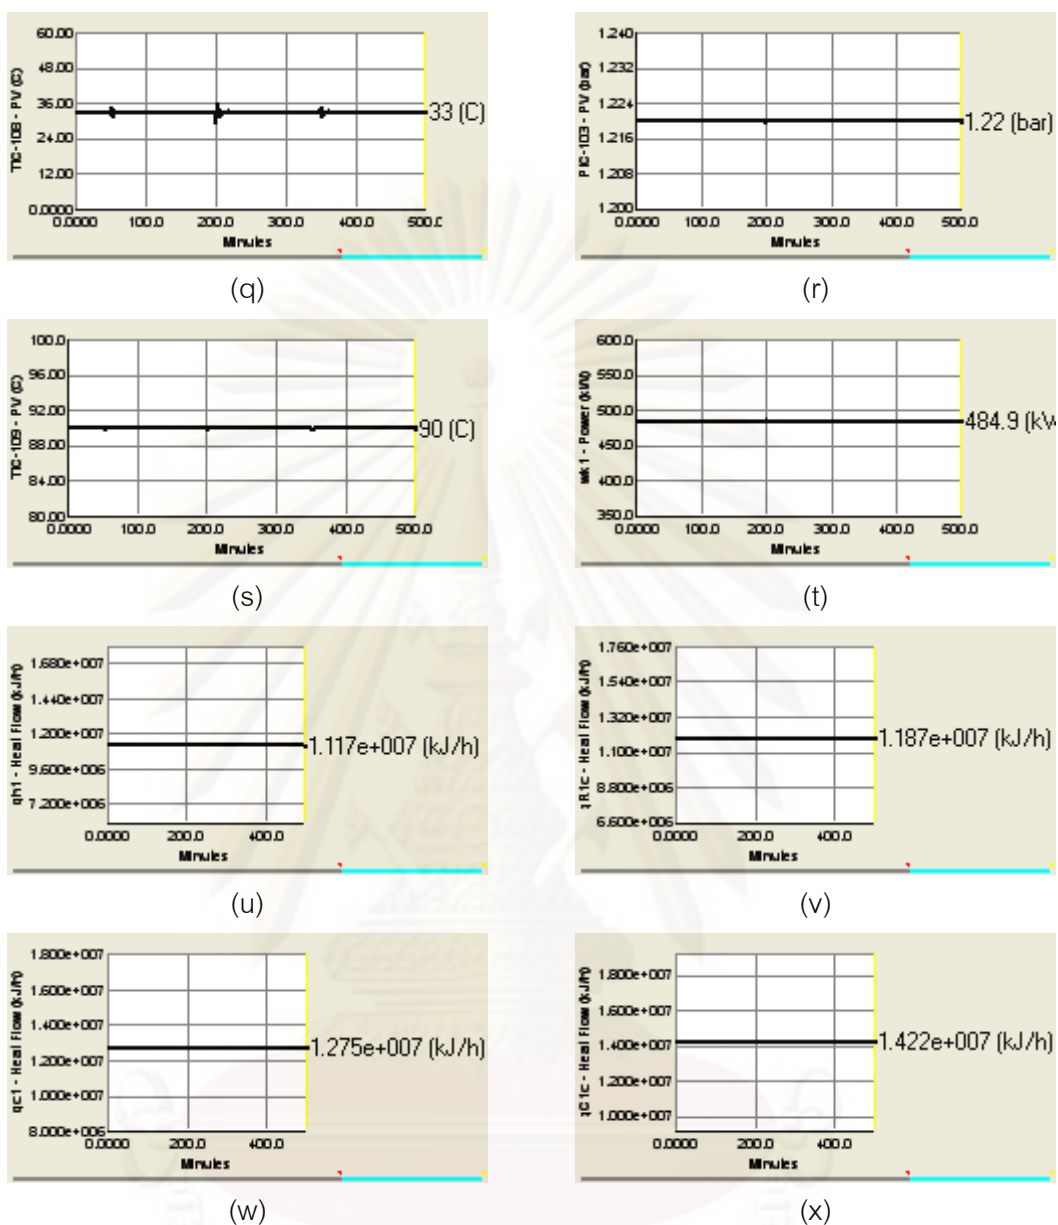 TIC-108 - PV (C)
60.00
48.00
36.00
24.00
12.00
0.0000
33 (C)
0.0000 100.0 200.0 300.0 400.0 500.0
Minutes
(q)
PIC-103 - PV (bar)
1.240
1.232
1.224
1.216
1.208
1.200
1.22 (bar)
0.0000 100.0 200.0 300.0 400.0 500.0
Minutes
(r)
TIC-109 - PV (C)
100.0
96.00
92.00
88.00
84.00
80.00
90 (C)
0.0000 100.0 200.0 300.0 400.0 500.0
Minutes
(s)
wk1 - Power (kW)
600.0
550.0
500.0
450.0
400.0
350.0
484.9 (kW
0.0000 100.0 200.0 300.0 400.0 500.0
Minutes
(t)
qh1 - Heat Flow (kJ/h)
1.680e+007
1.440e+007
1.200e+007
9.600e+006
7.200e+006
1.117e+007 (kJ/h)
0.0000 200.0 400.0
Minutes
(u)
qR1c - Heat Flow (kJ/h)
1.760e+007
1.540e+007
1.320e+007
1.100e+007
8.800e+006
6.600e+006
1.187e+007 (kJ/h)
0.0000 200.0 400.0
Minutes
(v)
qc1 - Heat Flow (kJ/h)
1.800e+007
1.600e+007
1.400e+007
1.200e+007
1.000e+007
8.000e+006
1.275e+007 (kJ/h)
0.0000 200.0 400.0
Minutes
(w)
qC1c - Heat Flow (kJ/h)
1.800e+007
1.600e+007
1.400e+007
1.200e+007
1.000e+007
1.422e+007 (kJ/h)
0.0000 200.0 400.0
Minutes
(x)